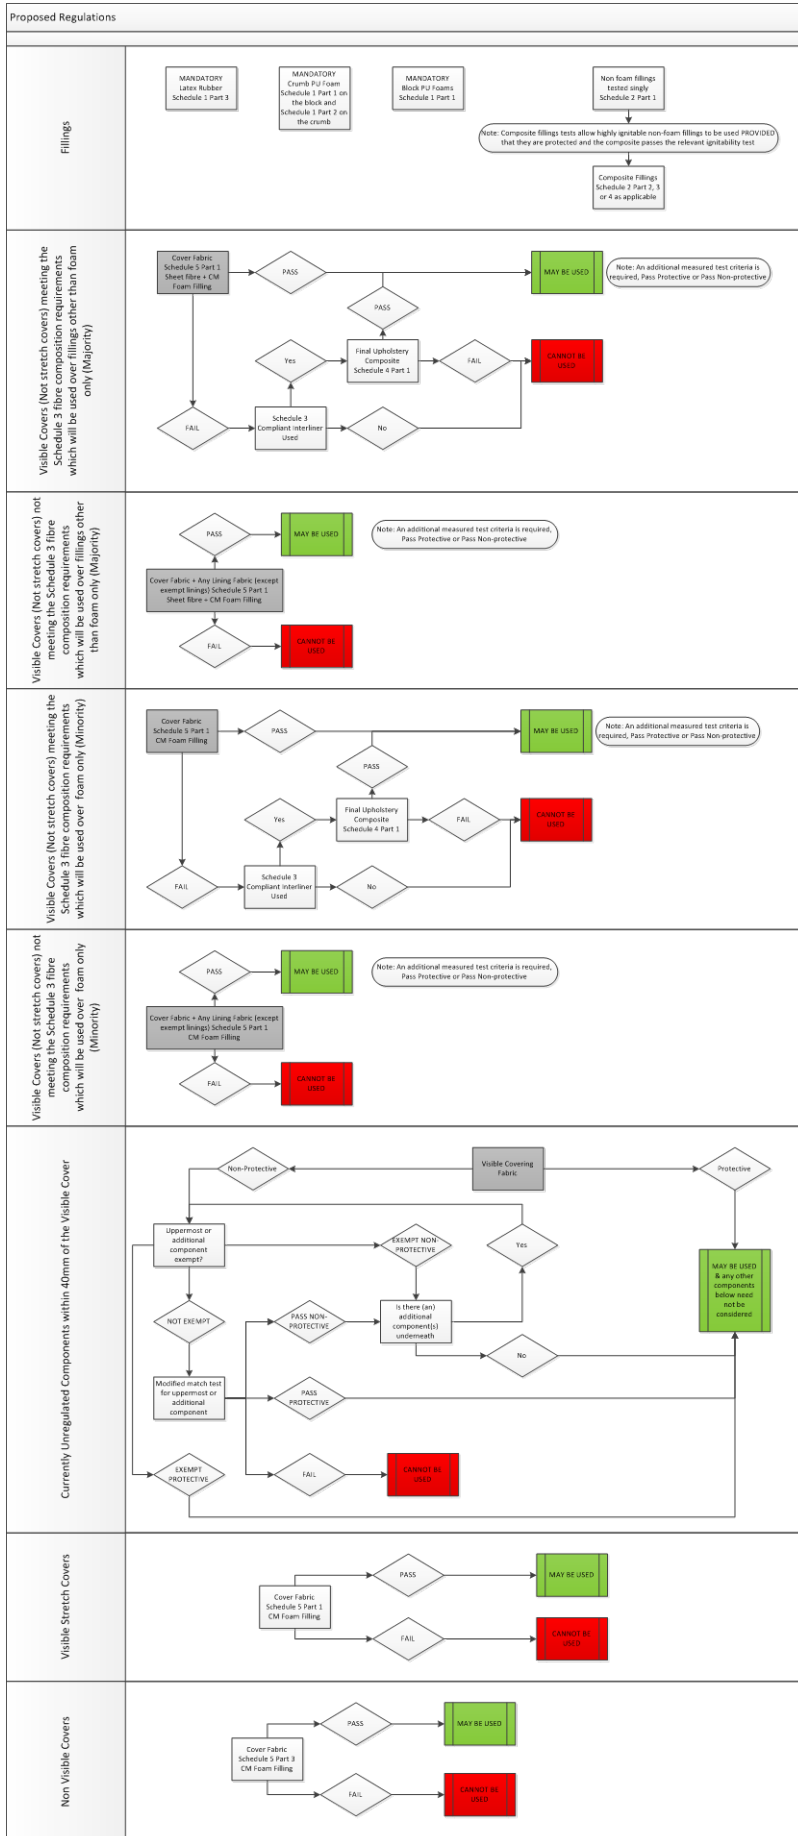 Proposed Regulations
Fillings
MANDATORY
Latex Rubber
Schedule 1 Part 3
MANDATORY
Crumb PU Foam
Schedule 1 Part 1 on
the block and
Schedule 1 Part 2 on
the crumb
MANDATORY
Block PU Foams
Schedule 1 Part 1
Non foam fillings
tested singly
Schedule 2 Part 1
Note: Composite fillings tests allow highly ignitable non-foam fillings to be used PROVIDED
that they are protected and the composite passes the relevant ignitability test
Composite Fillings
Schedule 2 Part 2, 3
or 4 as applicable
Visible Covers (Not stretch covers) meeting the
Schedule 3 fibre composition requirements
which will be used over fillings other than foam
only (Majority)
Cover Fabric
Schedule 5 Part 1
Sheet fibre + CM
Foam Filling
PASS
MAY BE USED
Note: An additional measured test criteria is
required, Pass Protective or Pass Non-protective
PASS
Yes
Final Upholstery
Composite
Schedule 4 Part 1
FAIL
CANNOT BE
USED
FAIL
Schedule 3
Compliant Interliner
Used
No
Visible Covers (Not stretch covers) not
meeting the Schedule 3 fibre
composition requirements
which will be used over fillings other
than foam only (Majority)
PASS
MAY BE USED
Note: An additional measured test criteria is required,
Pass Protective or Pass Non-protective
Cover Fabric + Any Lining Fabric (except
exempt linings) Schedule 5 Part 1
Sheet fibre + CM Foam Filling
FAIL
CANNOT BE
USED
Visible Covers (Not stretch covers) meeting the
Schedule 3 fibre composition requirements
which will be used over  foam only (Minority)
Cover Fabric
Schedule 5 Part 1
CM Foam Filling
PASS
MAY BE USED
Note: An additional measured test criteria is
required, Pass Protective or Pass Non-protective
PASS
Yes
Final Upholstery
Composite
Schedule 4 Part 1
FAIL
CANNOT BE
USED
FAIL
Schedule 3
Compliant Interliner
Used
No
Visible Covers (Not stretch covers) not
meeting the Schedule 3 fibre
composition requirements
which will be used over  foam only
(Minority)
PASS
MAY BE USED
Note: An additional measured test criteria is required,
Pass Protective or Pass Non-protective
Cover Fabric + Any Lining Fabric (except
exempt linings) Schedule 5 Part 1
CM Foam Filling
FAIL
CANNOT BE
USED
Currently Unregulated Components within 40mm of the Visible Cover
Non-Protective
Visible Covering
Fabric
Protective
Uppermost or
additional
component
exempt?
EXEMPT NON-
PROTECTIVE
Yes
MAY BE USED
& any other
components
below need
not be
considered
NOT EXEMPT
PASS NON-
PROTECTIVE
Is there (an)
additional
component(s)
underneath
No
Modified match test
for uppermost or
additional
component
PASS
PROTECTIVE
EXEMPT
PROTECTIVE
FAIL
CANNOT BE
USED
Visible Stretch Covers
Cover Fabric
Schedule 5 Part 1
CM Foam Filling
PASS
MAY BE USED
FAIL
CANNOT BE
USED
Non Visible Covers
Cover Fabric
Schedule 5 Part 3
CM Foam Filling
PASS
MAY BE USED
FAIL
CANNOT BE
USED